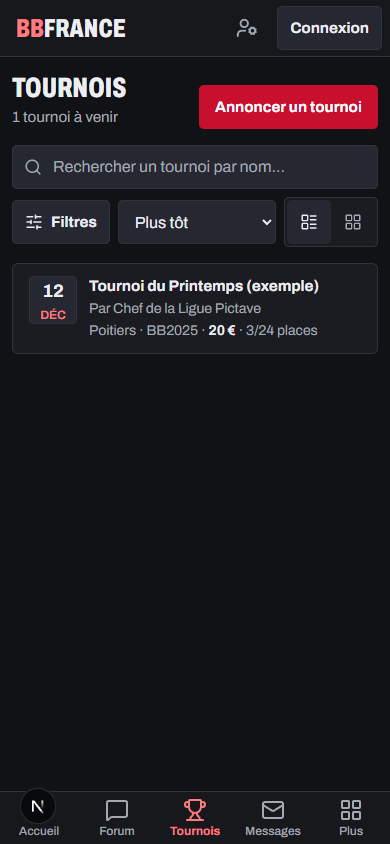 BBFRANCE
Connexion
TOURNOIS
1 tournoi à venir
Annoncer un tournoi
Rechercher un tournoi par nom...
Filtres
Plus tôt
12
DÉC
Tournoi du Printemps (exemple)
Par Chef de la Ligue Pictave
Poitiers · BB2025 · 20 € · 3/24 places
N
Accueil
Forum
Tournois
Messages
Plus